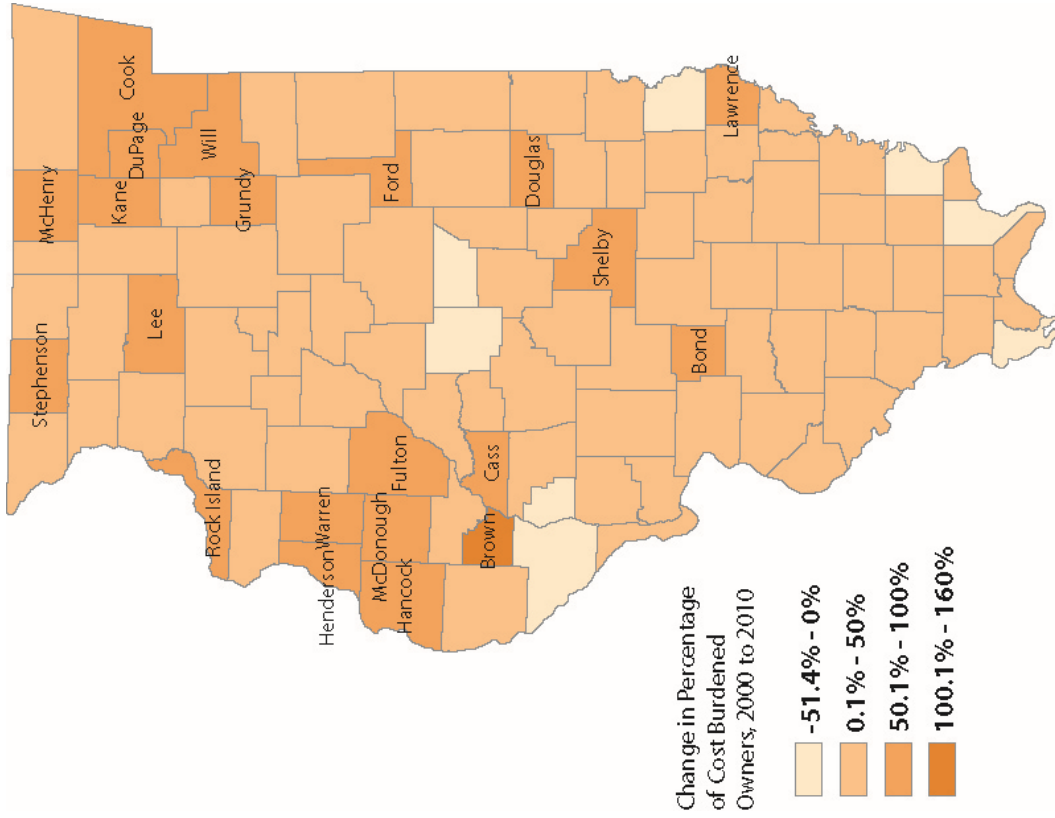 Stephenson
McHenry
Cook
DuPage
Kane
Lee
Will
Rock Island
Grundy
Warren
Henderson
Ford
Fulton
McDonough
Hancock
Douglas
Cass
Brown
Shelby
Lawrence
Bond
Change in Percentage
of Cost Burdened
Owners, 2000 to 2010
-51.4% - 0%
0.1% - 50%
50.1% - 100%
100.1% - 160%